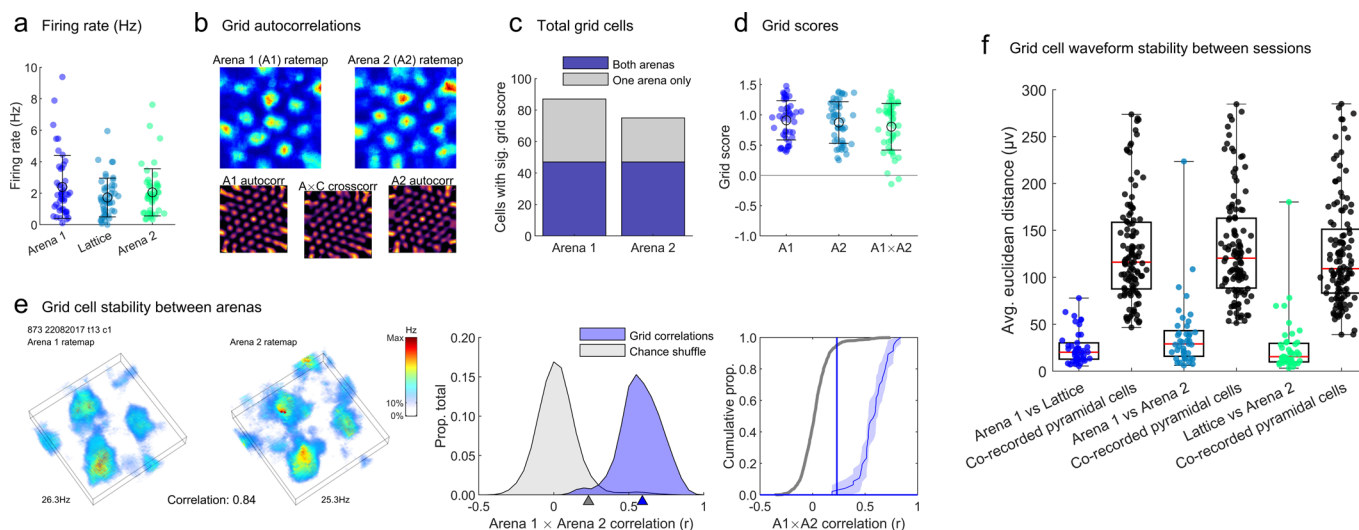 a Firing rate (Hz)
Firing rate (Hz)
10
8
6
4
2
0
Arena 1
Lattice
Arena 2
b Grid autocorrelations
Arena 1 (A1) ratemap
Arena 2 (A2) ratemap
A1 autocorr
A×C crosscorr
A2 autocorr
c Total grid cells
Both arenas
One arena only
Cells with sig. grid score
100
80
60
40
20
0
Arena 1
Arena 2
d Grid scores
Grid score
1.5
1.0
0.5
0.0
-0.5
-1.0
A1
A2
A1×A2
e Grid cell stability between arenas
873 22082017 t13 c1
Arena 1 ratemap
Arena 2 ratemap
Hz
Max
10%
0%
26.3Hz
Correlation: 0.84
25.3Hz
Grid correlations
Chance shuffle
Prop. total
0.20
0.15
0.10
0.05
0.00
-0.5
0
0.5
1
Arena 1 × Arena 2 correlation (r)
Cumulative prop.
1.0
0.8
0.6
0.4
0.2
0.0
-0.5
0
0.5
1
A1×A2 correlation (r)
f Grid cell waveform stability between sessions
Avg. euclidean distance (μv)
300
250
200
150
100
50
0
Arena 1 vs Lattice
Co-recorded pyramidal cells
Arena 1 vs Arena 2
Co-recorded pyramidal cells
Lattice vs Arena 2
Co-recorded pyramidal cells